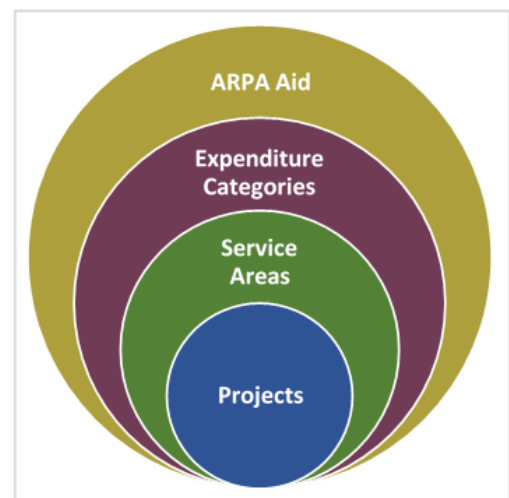 ARPA Aid
Expenditure
Categories
Service
Areas
Projects